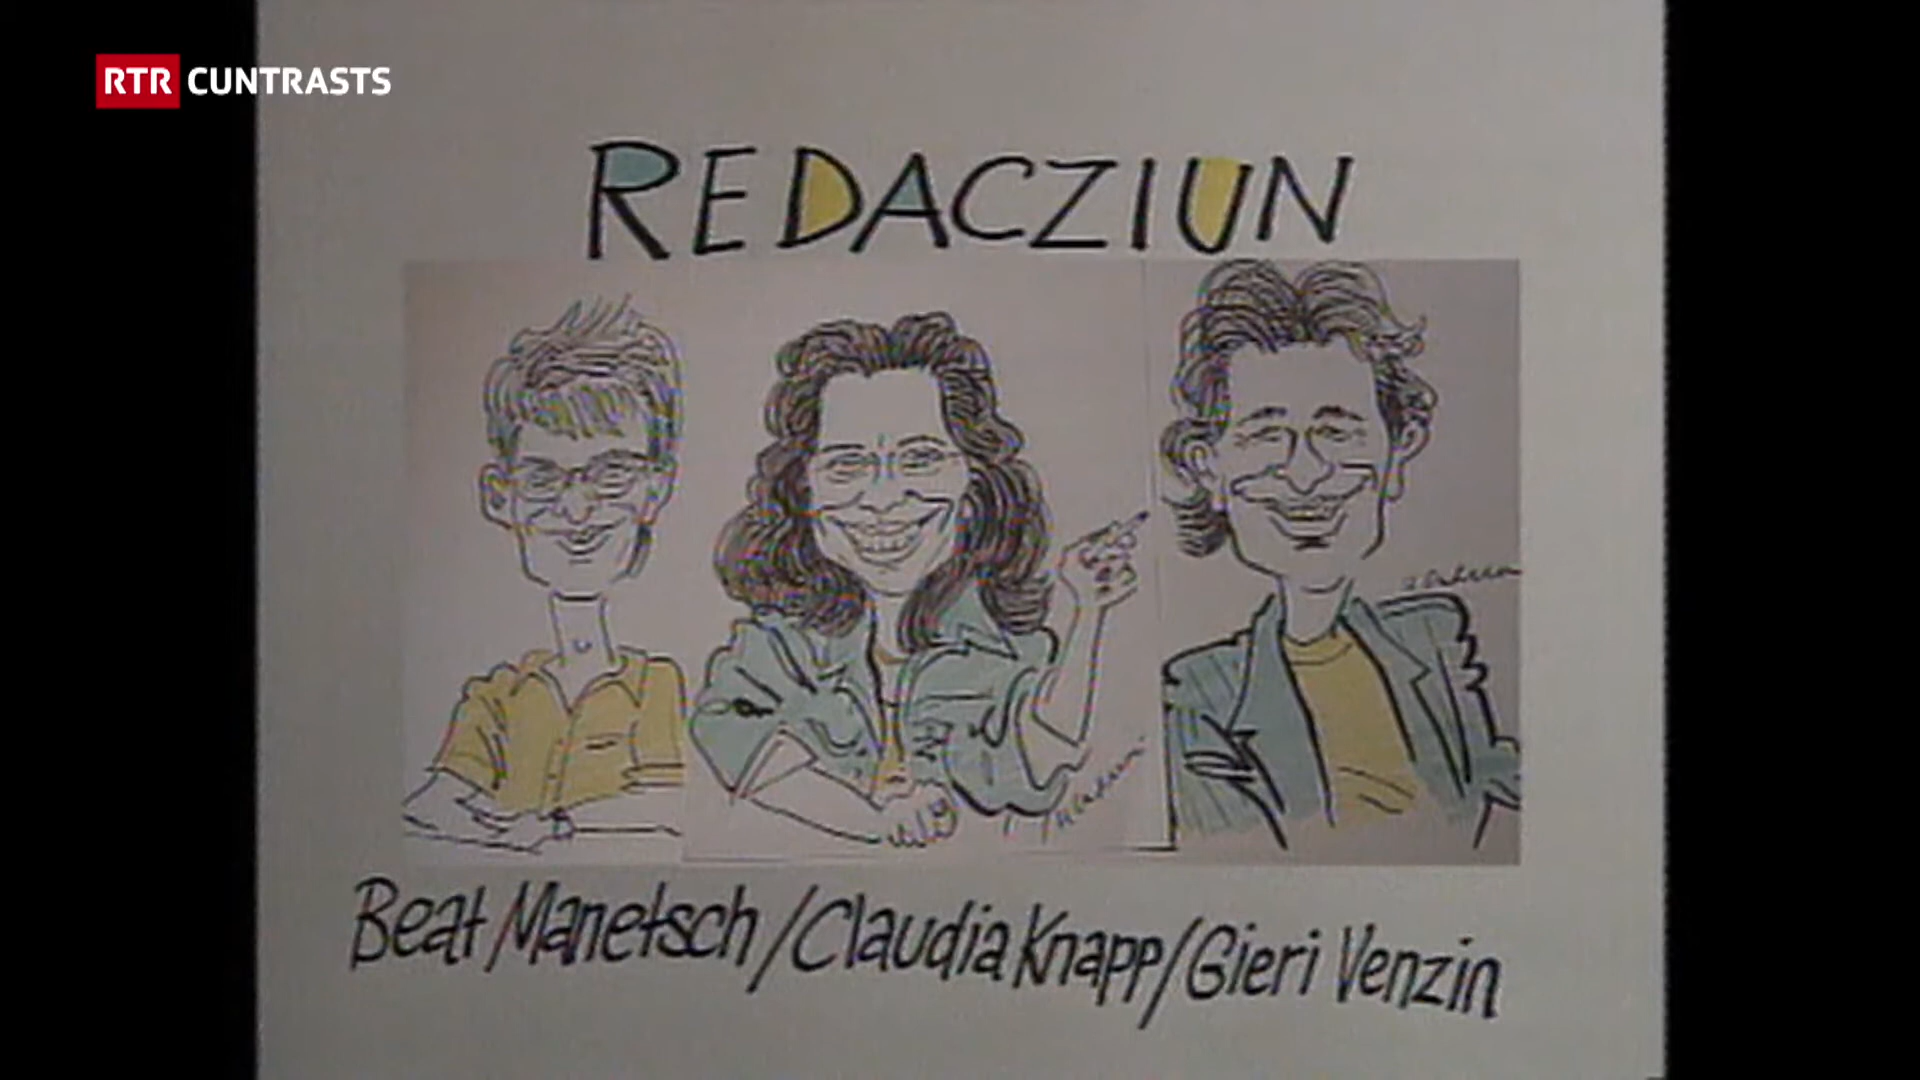 RTR CUNTRASTS
REDACZIUN
Beat Manetsch/Claudia Knapp/Gieri Venzin